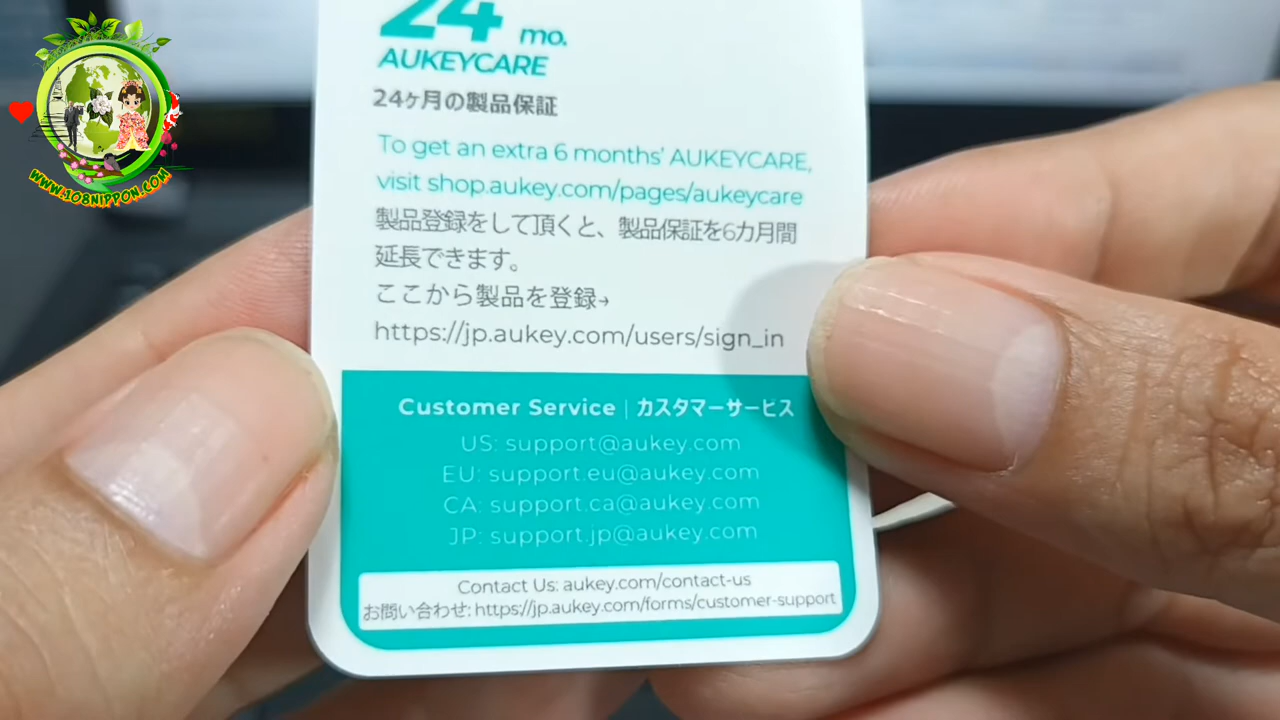 24 mo.
AUKEYCARE
24ヶ月の製品保証
To get an extra 6 months' AUKEYCARE,
visit shop.aukey.com/pages/aukeycare
製品登録をして頂くと、製品保証を6カ月間
延長できます。
ここから製品を登録→
https://jp.aukey.com/users/sign_in
Customer Service | カスタマーサービス
US: support@aukey.com
EU: support.eu@aukey.com
CA: support.ca@aukey.com
JP: support.jp@aukey.com
Contact Us: aukey.com/contact-us
お問い合わせ: https://jp.aukey.com/forms/customer-support
WWW.108NIPPON.COM